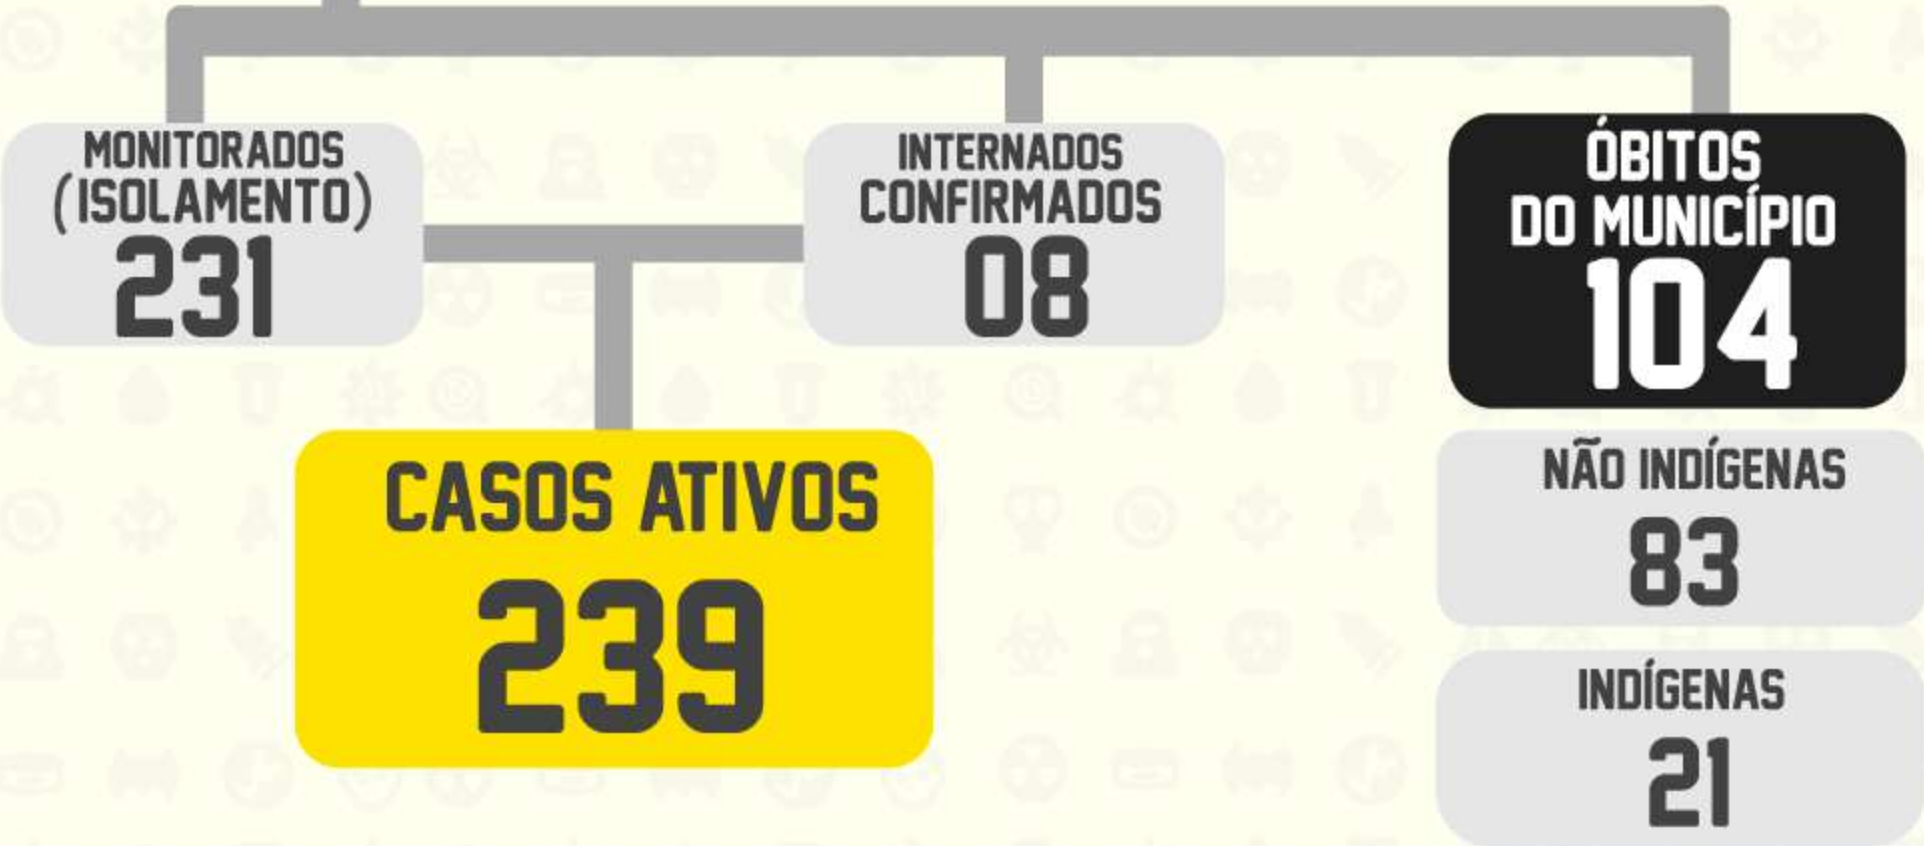 MONITORADOS
(ISOLAMENTO)
231
INTERNADOS
CONFIRMADOS
08
ÓBITOS
DO MUNICÍPIO
104
CASOS ATIVOS
239
NÃO INDÍGENAS
83
INDÍGENAS
21